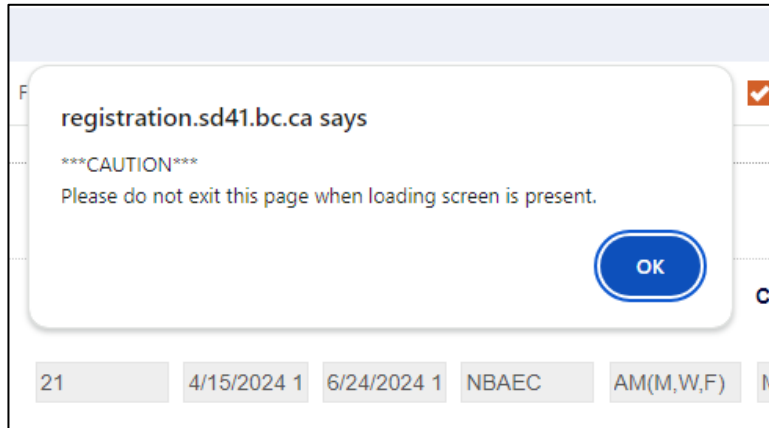 F
registration.sd41.bc.ca says
***CAUTION***
Please do not exit this page when loading screen is present.
OK
C
21 4/15/2024 1 6/24/2024 1 NBAEC AM(M,W,F) M